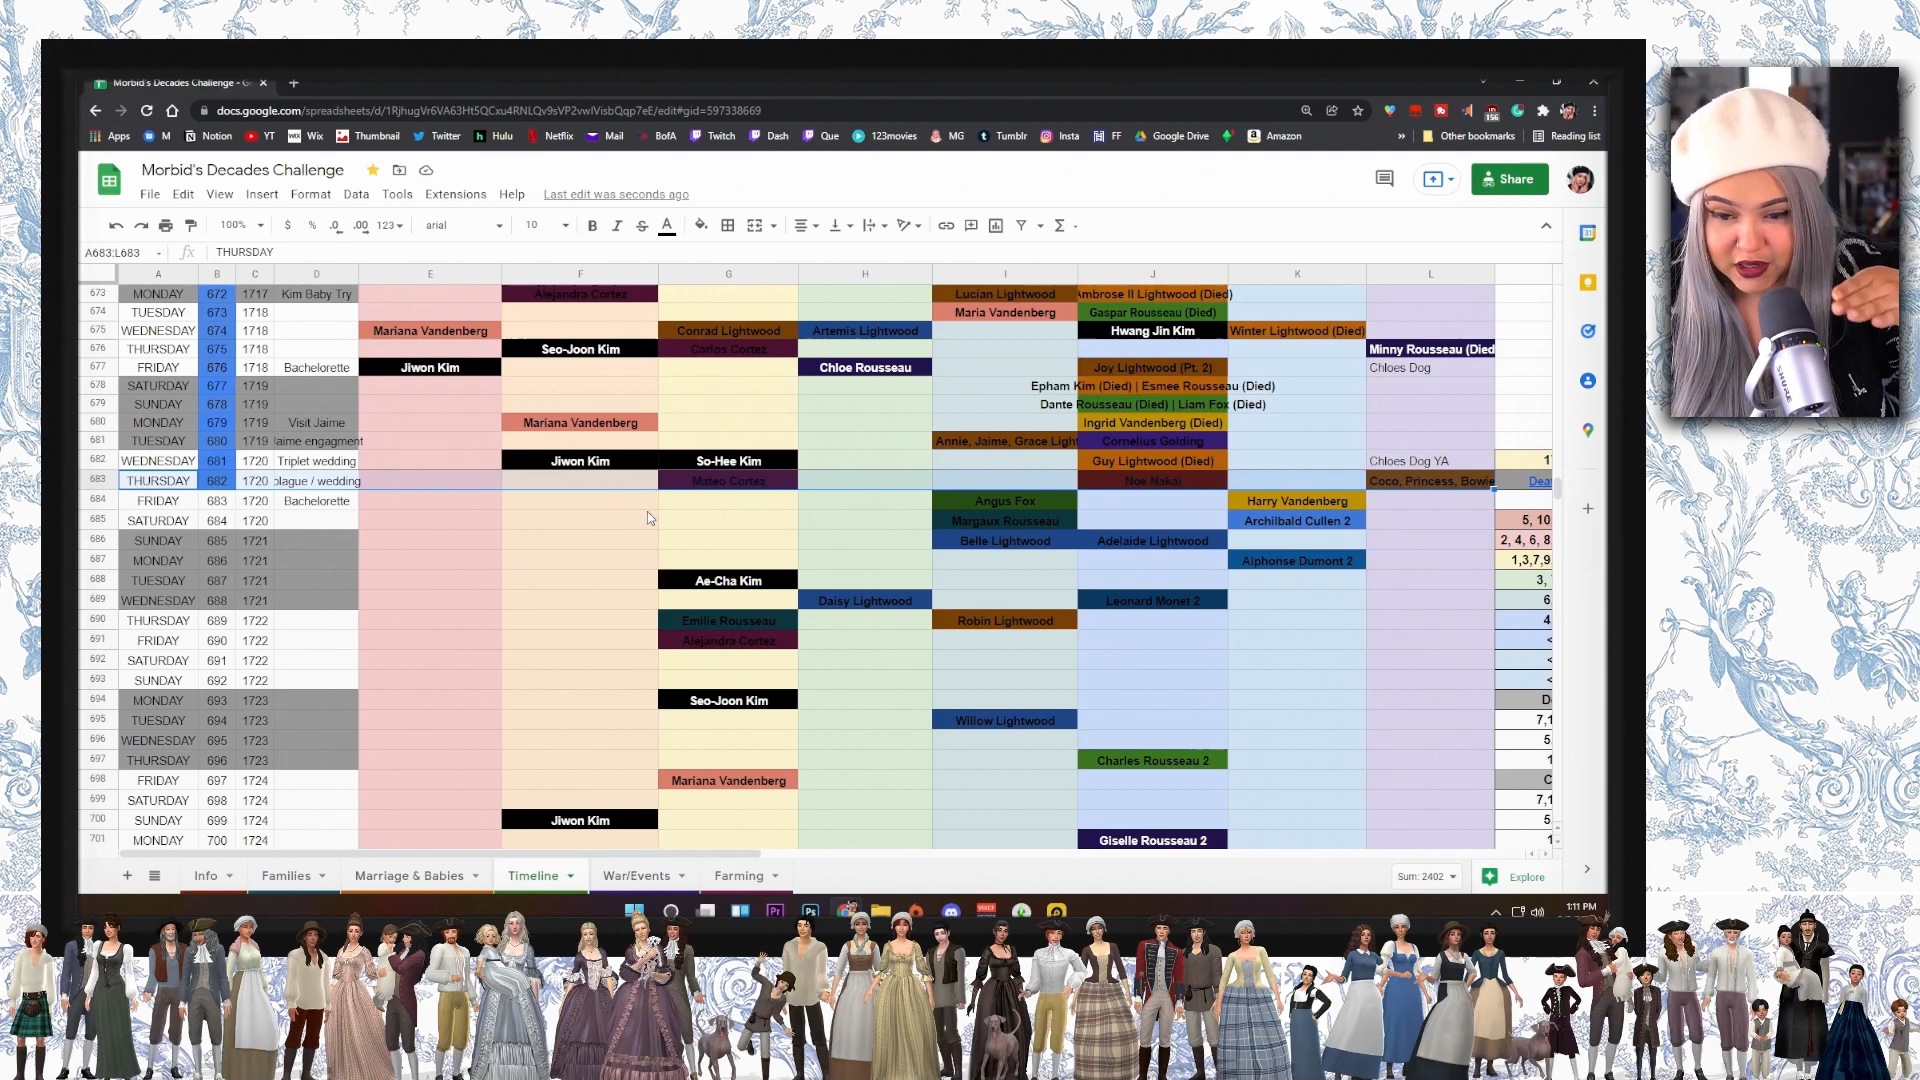 Morbid's Decades Challenge - G
docs.google.com/spreadsheets/d/1RjhugVr6VA63Ht5QCxu4RNLQv9sVP2vwIVisbQqp7eE/edit#gid=597338669
Apps M Notion YT Wix Thumbnail Twitter Hulu Netflix Mail BofA Twitch Dash Que 123movies MG Tumblr Insta FF Google Drive Amazon » Other bookmarks Reading list
Morbid's Decades Challenge
Share
File Edit View Insert Format Data Tools Extensions Help Last edit was seconds ago
100% $ % .0 .00 123 arial 10 B I S A
A683:L683 fx THURSDAY
A B C D E F G H I J K L
673 MONDAY 672 1717 Kim Baby Try Alejandra Cortez Lucian Lightwood Ambrose II Lightwood (Died)
674 TUESDAY 673 1718 Maria Vandenberg Gaspar Rousseau (Died)
675 WEDNESDAY 674 1718 Mariana Vandenberg Conrad Lightwood Artemis Lightwood Hwang Jin Kim Winter Lightwood (Died)
676 THURSDAY 675 1718 Seo-Joon Kim Carlos Cortez Minny Rousseau (Died
677 FRIDAY 676 1718 Bachelorette Jiwon Kim Chloe Rousseau Joy Lightwood (Pt. 2) Chloes Dog
678 SATURDAY 677 1719 Epham Kim (Died) | Esmee Rousseau (Died)
679 SUNDAY 678 1719 Dante Rousseau (Died) | Liam Fox (Died)
680 MONDAY 679 1719 Visit Jaime Mariana Vandenberg Ingrid Vandenberg (Died)
681 TUESDAY 680 1719 Jaime engagment Annie, Jaime, Grace Light Cornelius Golding
682 WEDNESDAY 681 1720 Triplet wedding Jiwon Kim So-Hee Kim Guy Lightwood (Died) Chloes Dog YA 1
683 THURSDAY 682 1720 plague / wedding Mateo Cortez Noe Nakai Coco, Princess, Bowie Dea
684 FRIDAY 683 1720 Bachelorette Angus Fox Harry Vandenberg
685 SATURDAY 684 1720 Margaux Rousseau Archilbald Cullen 2 5, 10
686 SUNDAY 685 1721 Belle Lightwood Adelaide Lightwood 2, 4, 6, 8
687 MONDAY 686 1721 Alphonse Dumont 2 1,3,7,9
688 TUESDAY 687 1721 Ae-Cha Kim 3,
689 WEDNESDAY 688 1721 Daisy Lightwood Leonard Monet 2 6
690 THURSDAY 689 1722 Emilie Rousseau Robin Lightwood 4
691 FRIDAY 690 1722 Alejandra Cortez <
692 SATURDAY 691 1722 <
693 SUNDAY 692 1722 <
694 MONDAY 693 1723 Seo-Joon Kim D
695 TUESDAY 694 1723 Willow Lightwood 7,1
696 WEDNESDAY 695 1723 5
697 THURSDAY 696 1723 Charles Rousseau 2 1
698 FRIDAY 697 1724 Mariana Vandenberg C
699 SATURDAY 698 1724 7,1
700 SUNDAY 699 1724 Jiwon Kim 5
701 MONDAY 700 1724 Giselle Rousseau 2 1
Info Families Marriage & Babies Timeline War/Events Farming Sum: 2402 Explore
1:11 PM
SHURE